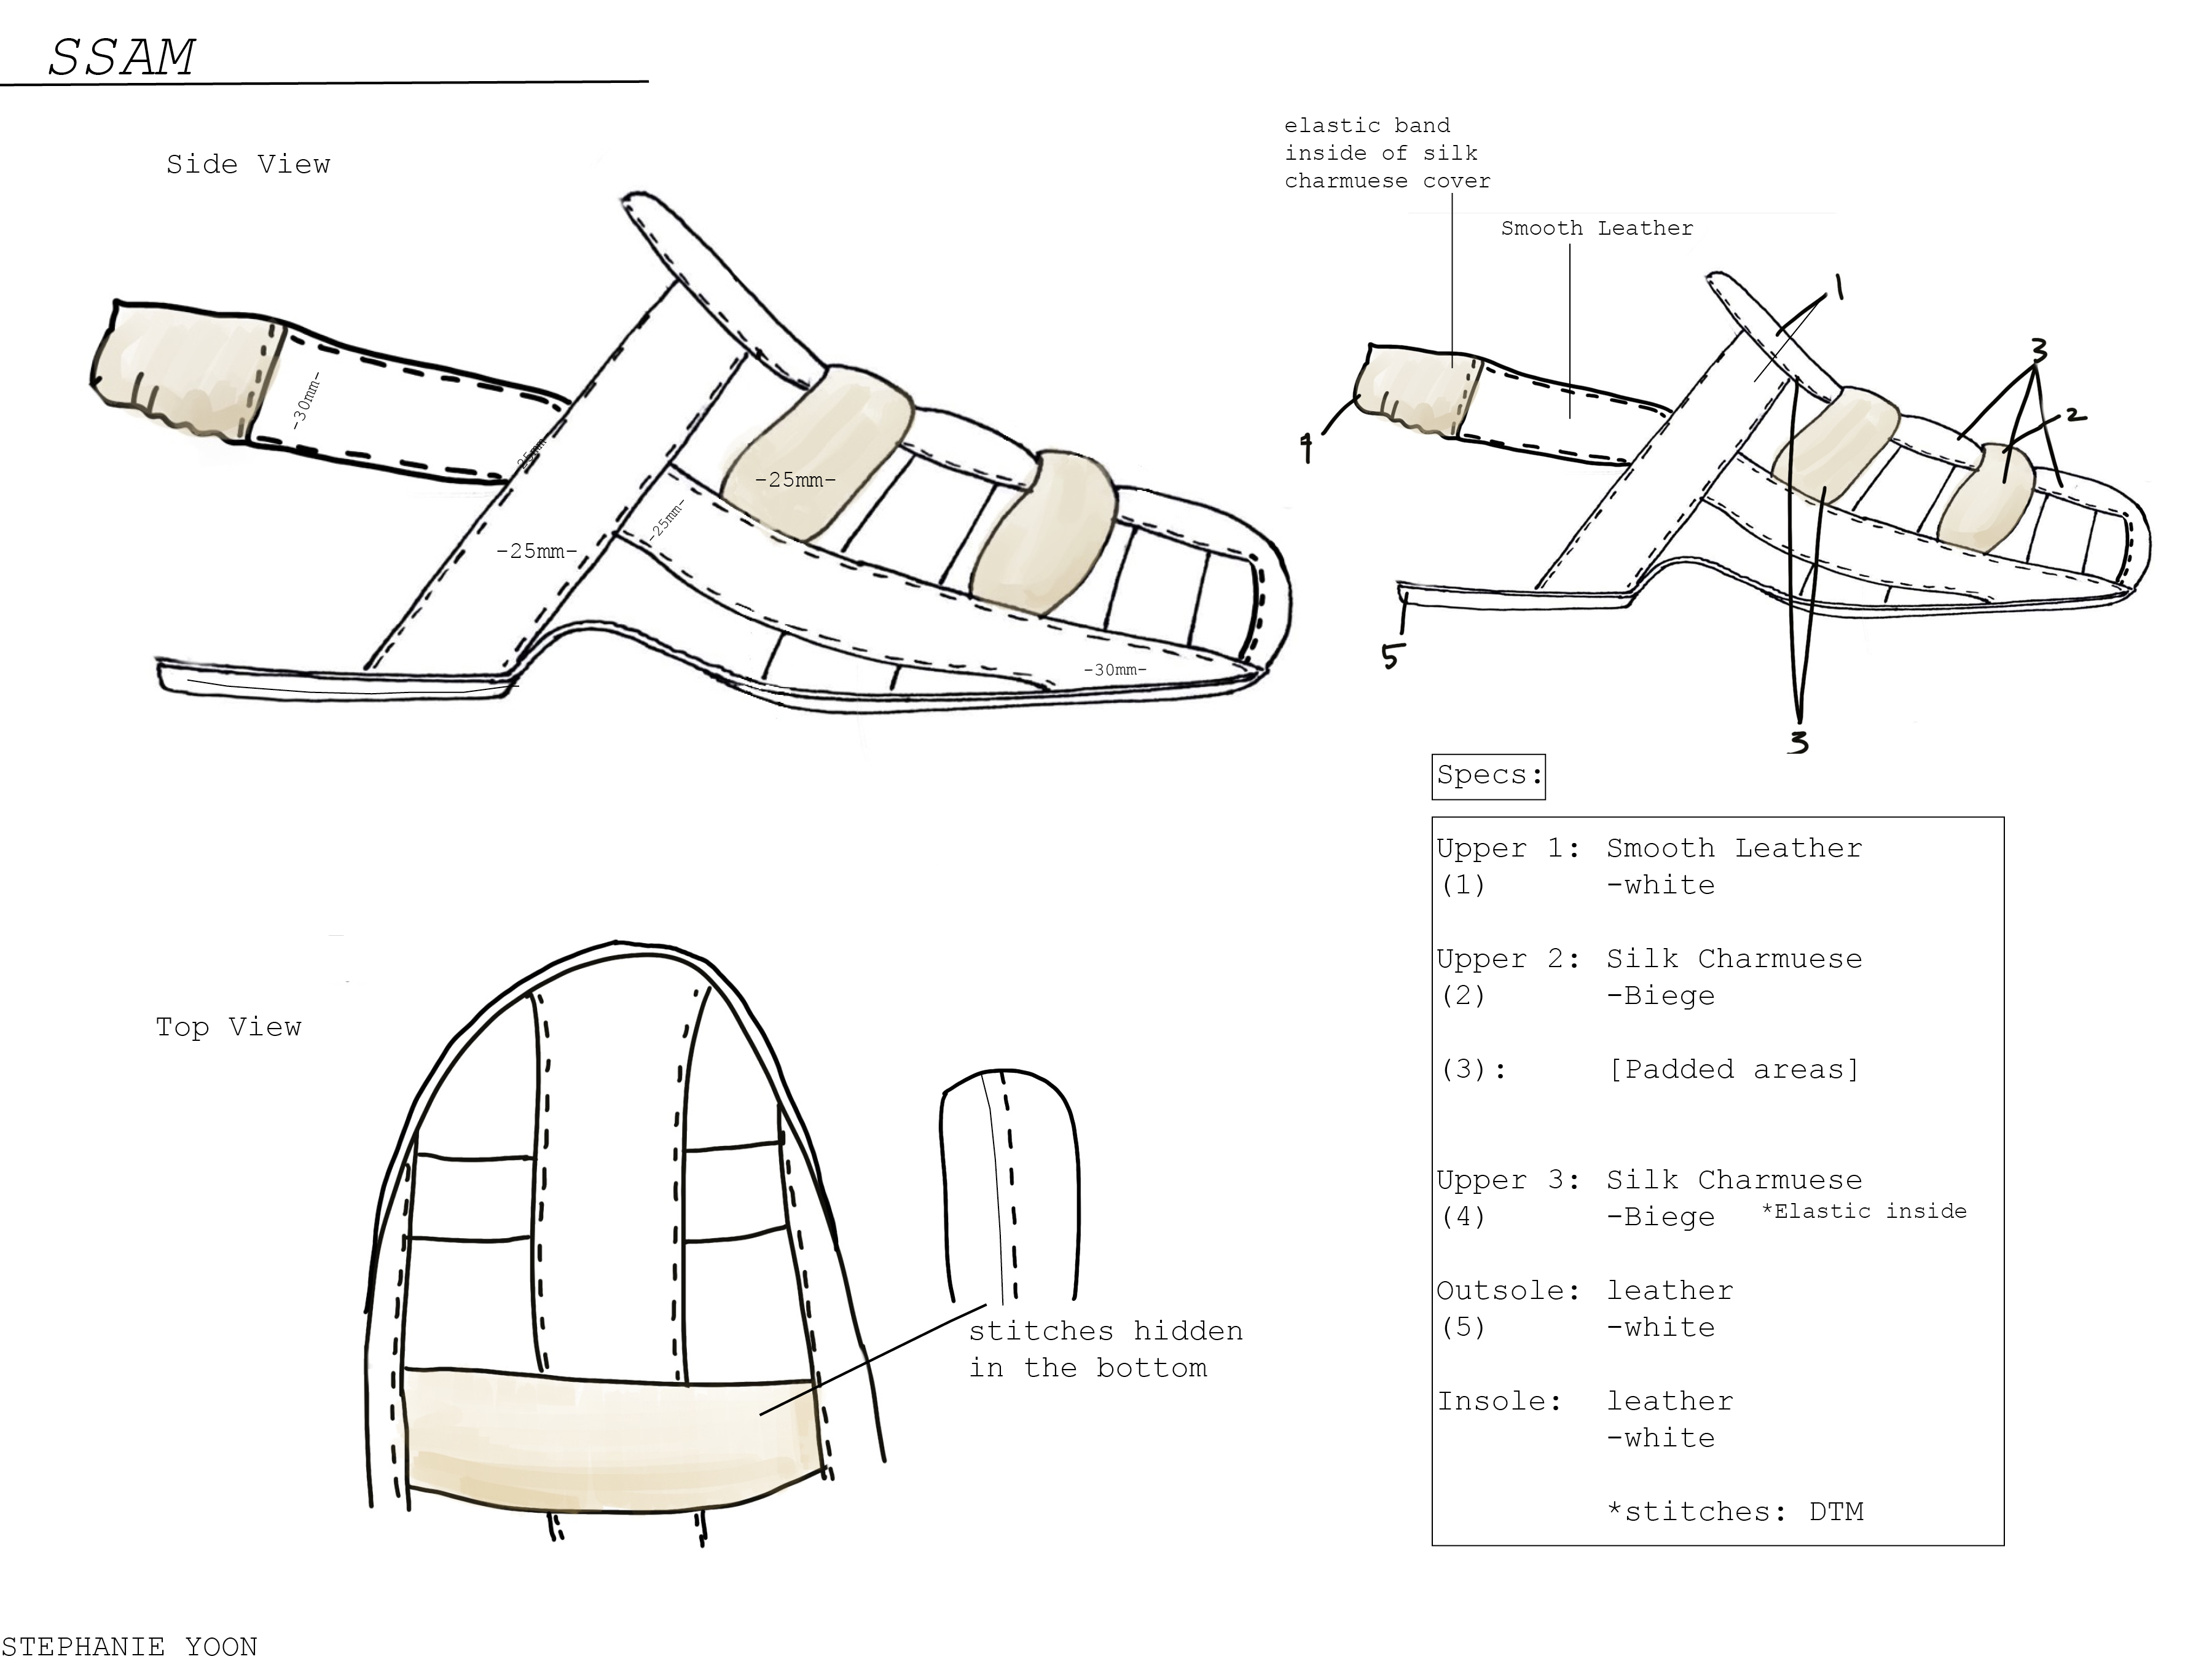 SSAM
Side View
elastic band
inside of silk
charmuese cover
Smooth Leather
-30mm-
-25mm-
-25mm-
-25mm-
-25mm-
-30mm-
1
3
2
4
5
3
Specs:
Upper 1: Smooth Leather
(1) -white
Upper 2: Silk Charmuese
(2) -Biege
(3): [Padded areas]
Upper 3: Silk Charmuese
(4) -Biege *Elastic inside
Outsole: leather
(5) -white
Insole: leather
-white
*stitches: DTM
Top View
stitches hidden
in the bottom
STEPHANIE YOON